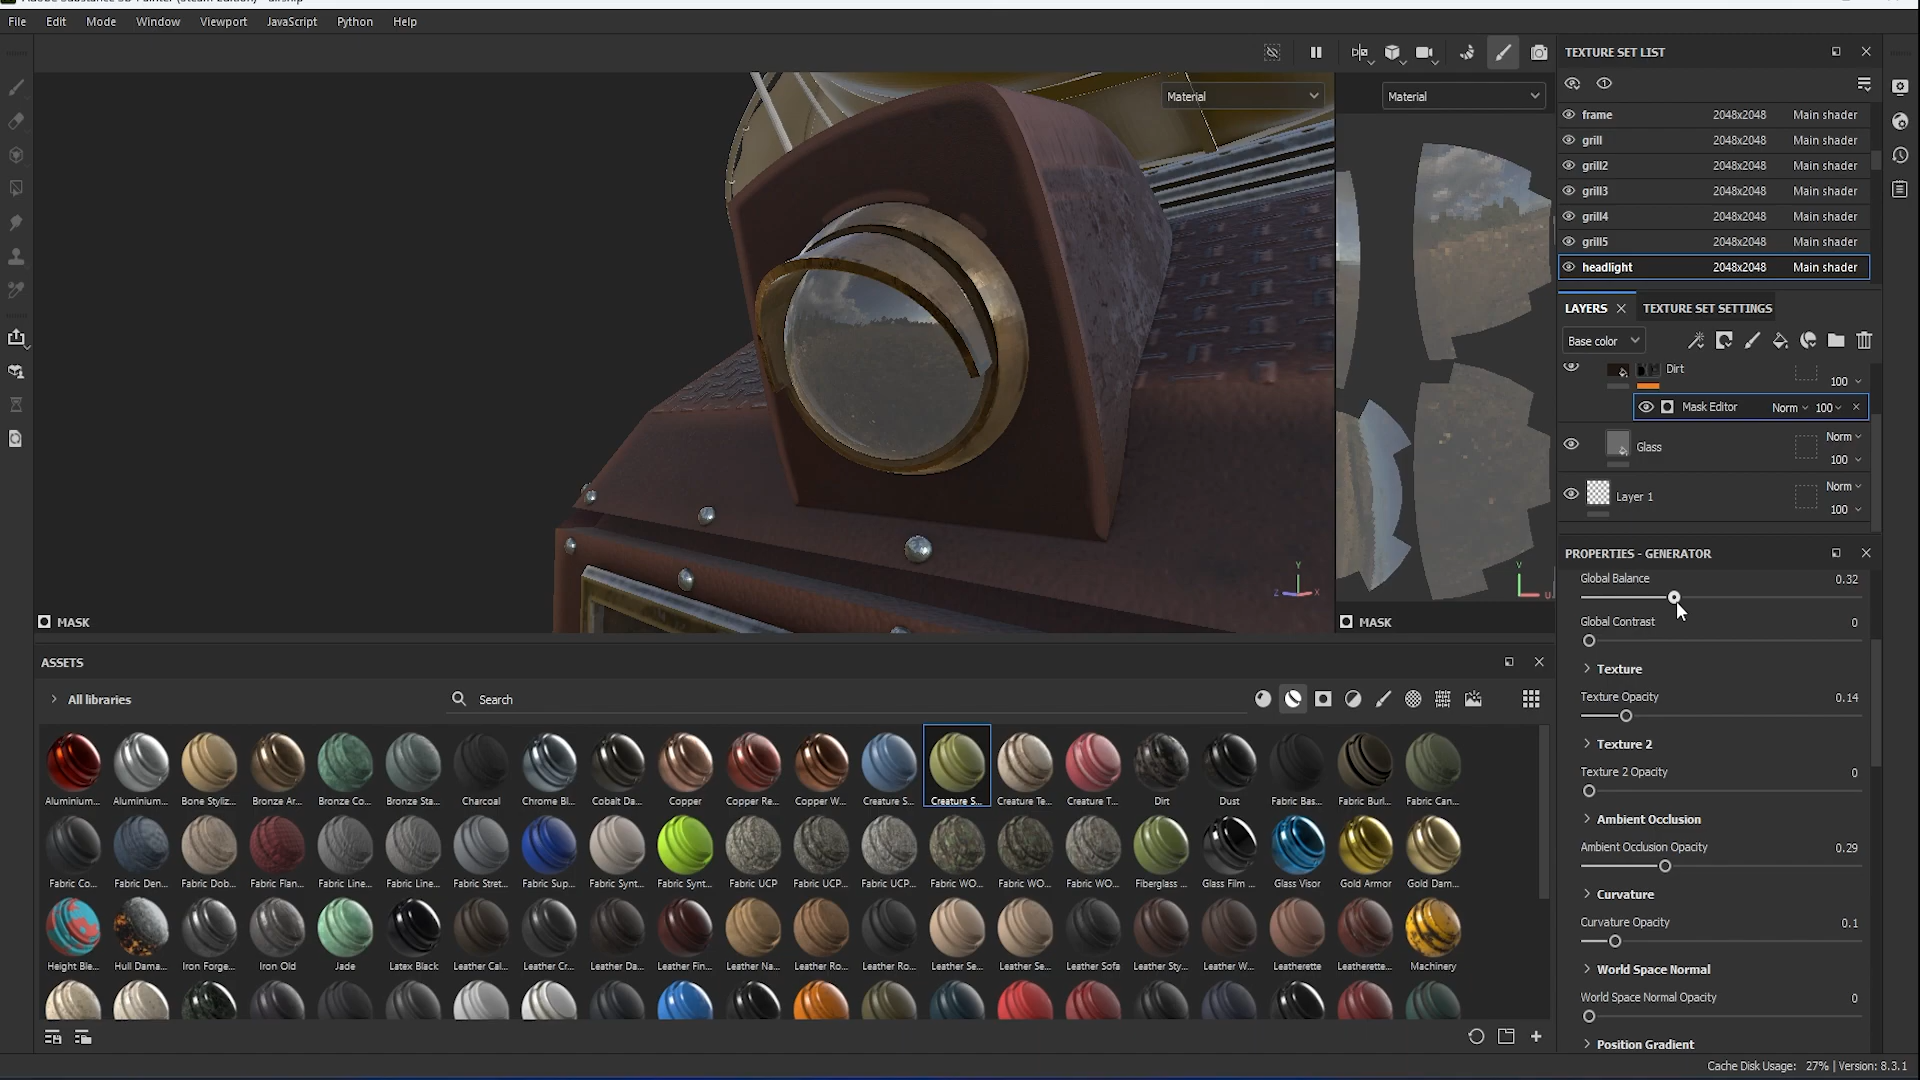 File Edit Mode Window Viewport JavaScript Python Help
Material
Material
MASK
MASK
TEXTURE SET LIST
frame 2048x2048 Main shader
grill 2048x2048 Main shader
grill2 2048x2048 Main shader
grill3 2048x2048 Main shader
grill4 2048x2048 Main shader
grill5 2048x2048 Main shader
headlight 2048x2048 Main shader
LAYERS TEXTURE SET SETTINGS
Base color
Dirt
100
Mask Editor Norm 100
Norm
Glass
100
Norm
Layer 1
100
PROPERTIES - GENERATOR
Global Balance 0.32
Global Contrast 0
Texture
Texture Opacity 0.14
Texture 2
Texture 2 Opacity 0
Ambient Occlusion
Ambient Occlusion Opacity 0.29
Curvature
Curvature Opacity 0.1
World Space Normal
World Space Normal Opacity 0
Position Gradient
ASSETS
All libraries Search
Aluminium... Aluminium... Bone Styliz... Bronze Ar... Bronze Co... Bronze Sta... Charcoal Chrome Bl... Cobalt Da... Copper Copper Re... Copper W... Creature S... Creature S... Creature Te... Creature T... Dirt Dust Fabric Bas... Fabric Burl... Fabric Can...
Fabric Co... Fabric Den... Fabric Dob... Fabric Flan... Fabric Line... Fabric Line... Fabric Stret... Fabric Sup... Fabric Synt... Fabric Synt... Fabric UCP Fabric UCP... Fabric UCP... Fabric WO... Fabric WO... Fabric WO... Fiberglass ... Glass Film ... Glass Visor Gold Armor Gold Dam...
Height Ble... Hull Dama... Iron Forge... Iron Old Jade Latex Black Leather Cal... Leather Cr... Leather Da... Leather Fin... Leather Na... Leather Ro... Leather Ro... Leather Se... Leather Se... Leather Sofa Leather Sty... Leather W... Leatherette Leatherette... Machinery
Cache Disk Usage: 27% | Version: 8.3.1